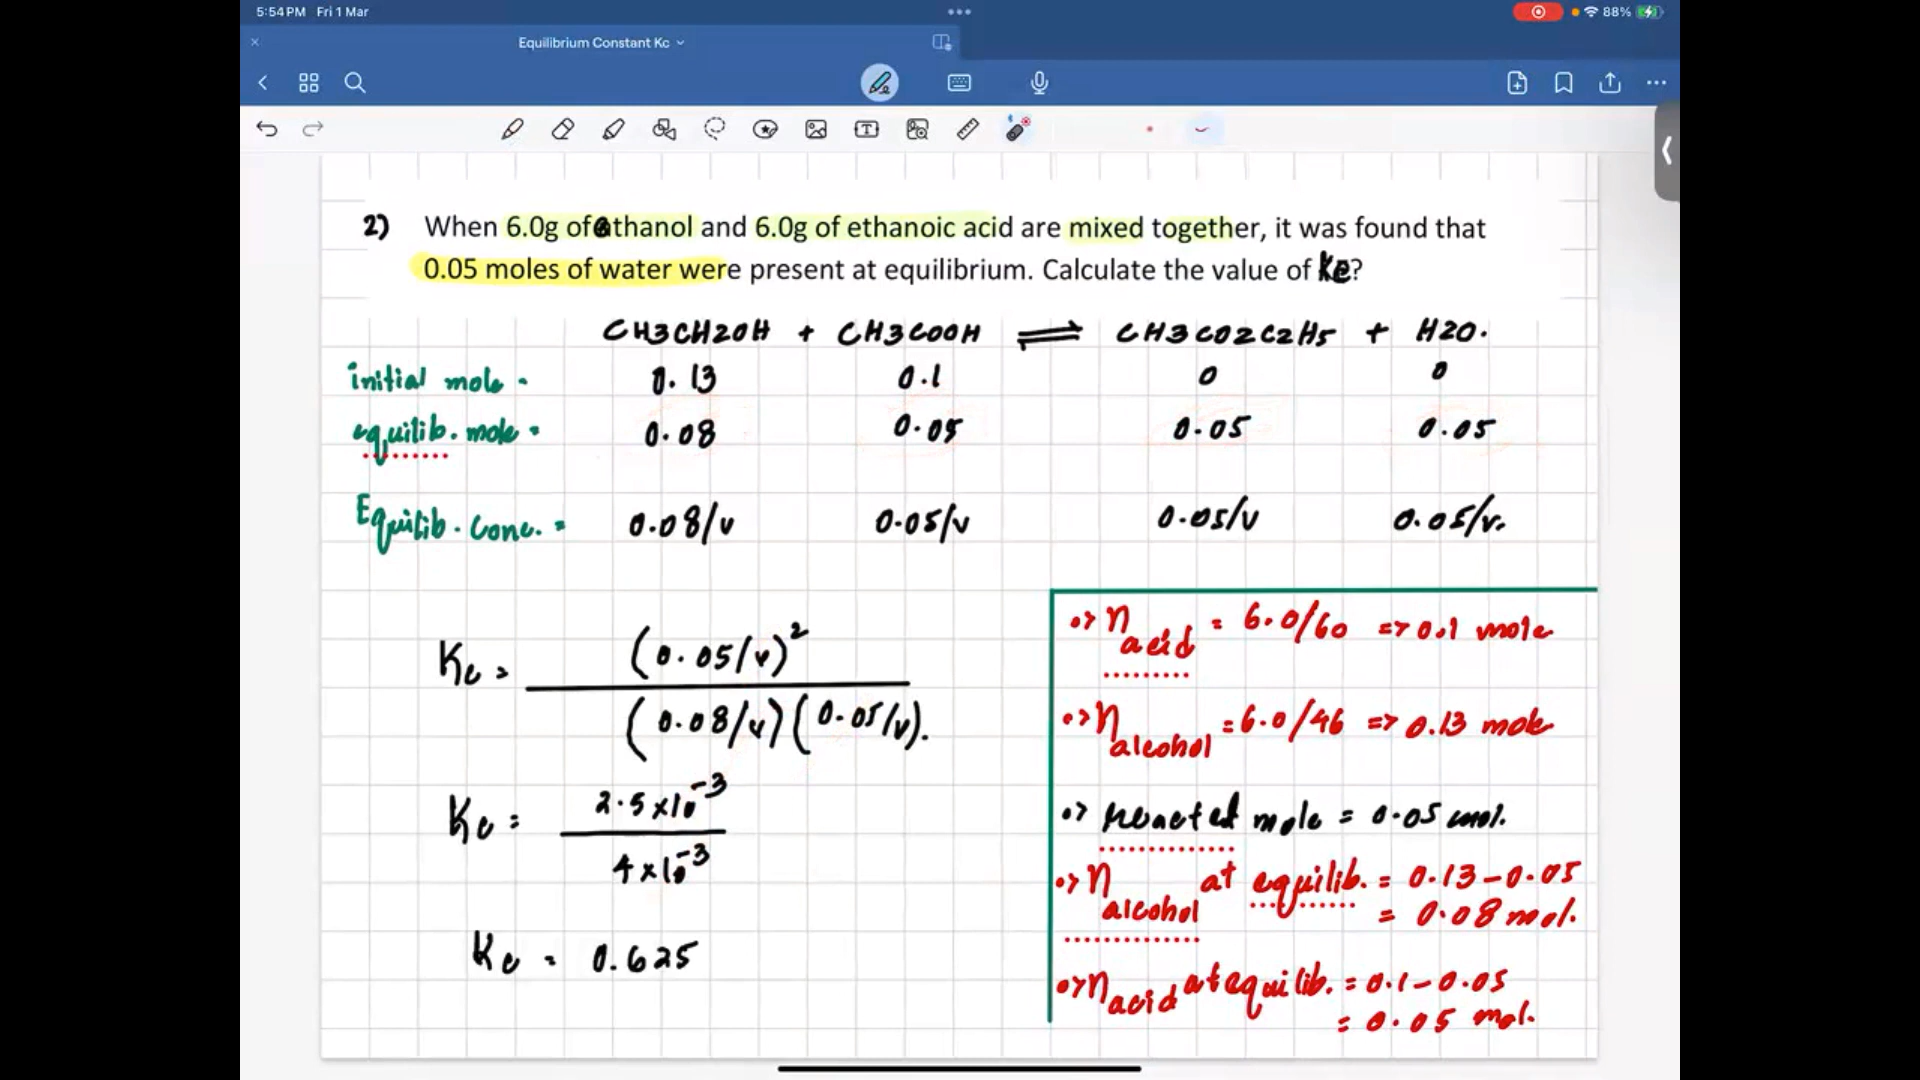 5:54 PM Fri 1 Mar
88%
Equilibrium Constant Kc
2) When 6.0g of ethanol and 6.0g of ethanoic acid are mixed together, it was found that
0.05 moles of water were present at equilibrium. Calculate the value of Kc?
CH3CH2OH + CH3COOH ⇌ CH3CO2C2H5 + H2O.
initial mole - 0.13 0.1 0 0
equilib. mole = 0.08 0.05 0.05 0.05
Equilib. Conc. = 0.08/v 0.05/v 0.05/v 0.05/v.
Kc = (0.05/v)²
(0.08/v)(0.05/v).
Kc = 2.5×10⁻³
4×10⁻³
Kc = 0.625
n acid = 6.0/60 => 0.1 mole
n alcohol = 6.0/46 => 0.13 mole
reacted mole = 0.05 mol.
n alcohol at equilib. = 0.13 - 0.05
= 0.08 mol.
n acid at equilib. = 0.1 - 0.05
= 0.05 mol.